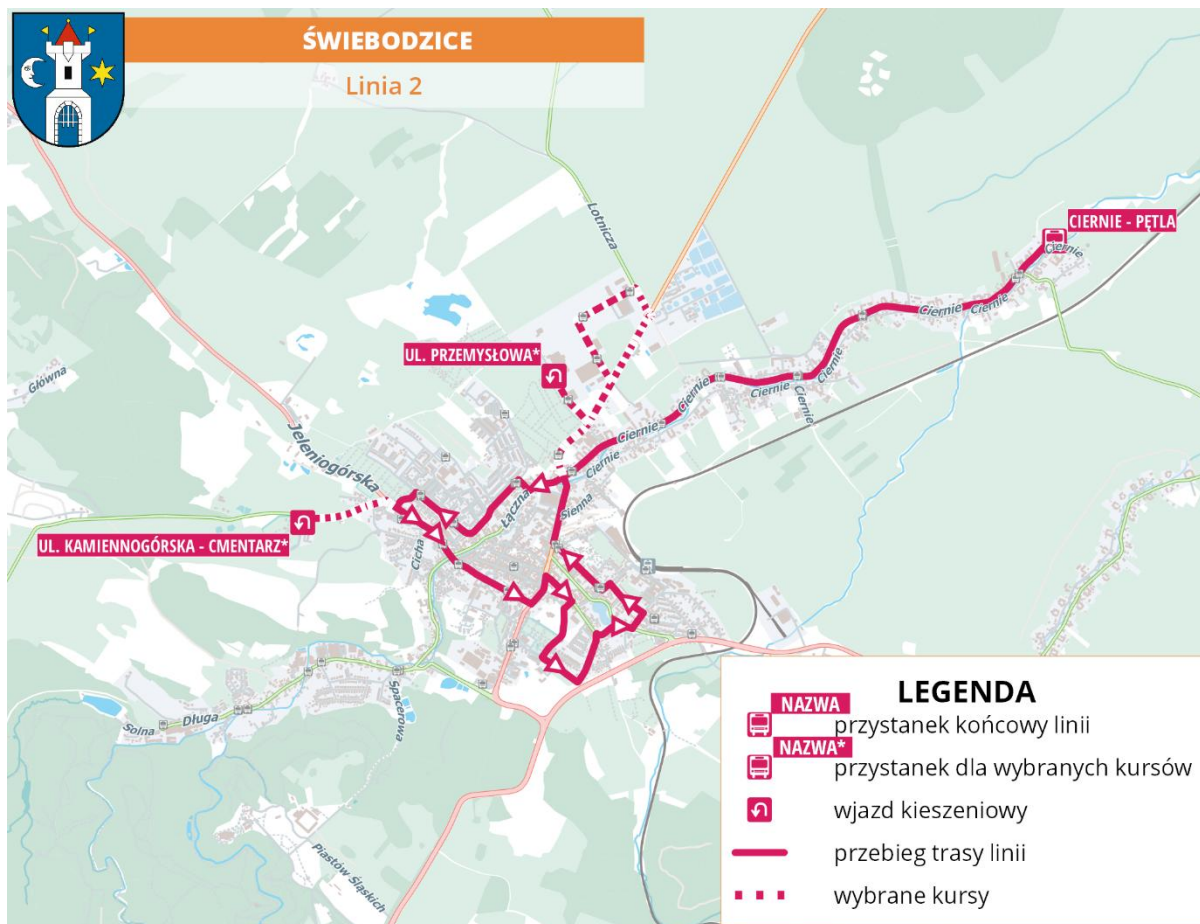 ŚWIEBODZICE
Linia 2
Lotnicza
CIERNIE - PĘTLA
Ciernie
Ciernie
Ciernie
UL. PRZEMYSŁOWA*
Ciernie
Główna
Ciernie
Ciernie
Ciernie
Jeleniogórska
Ciernie
Ciernie
Łączna
Sienna
UL. KAMIENNOGÓRSKA - CMENTARZ*
Cicha
Spacerowa
Długa
Solna
Piastów Śląskich
LEGENDA
NAZWA
przystanek końcowy linii
NAZWA*
przystanek dla wybranych kursów
wjazd kieszeniowy
przebieg trasy linii
wybrane kursy